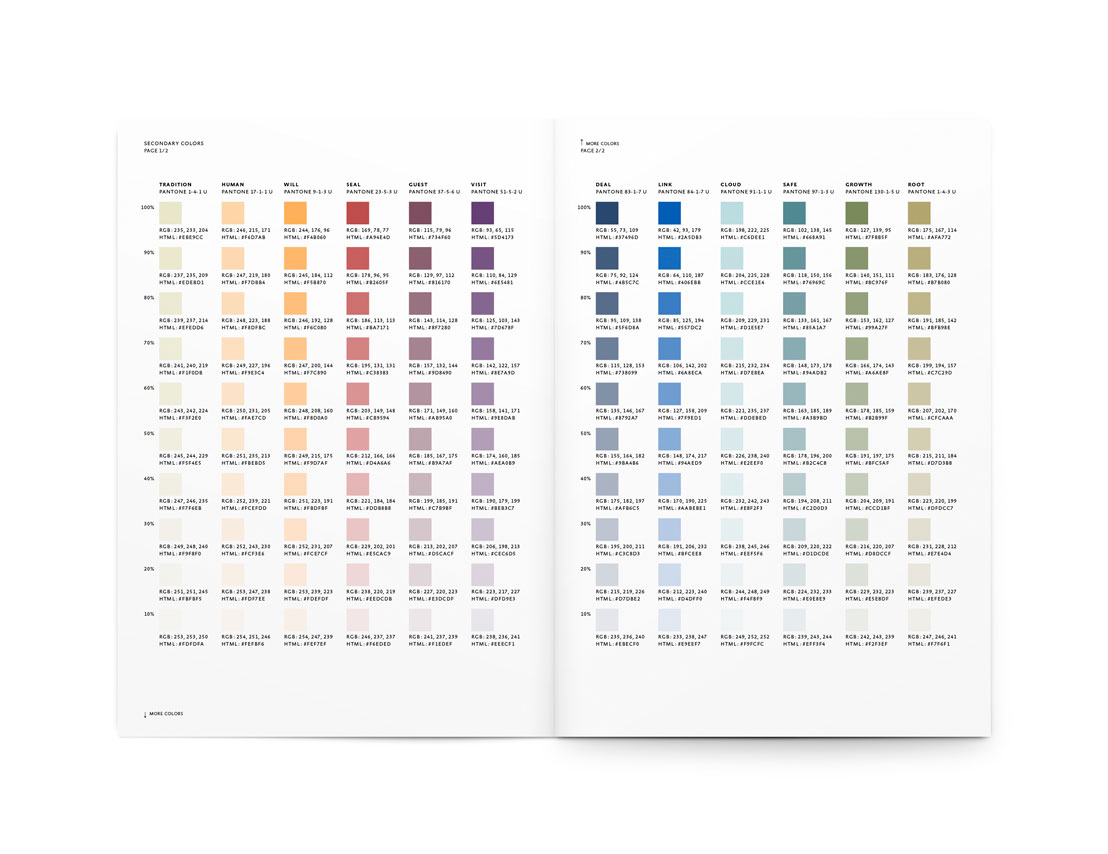 SECONDARY COLORS
PAGE 1/2
TRADITION HUMAN WILL SEAL GUEST VISIT
PANTONE 1-4-1 U PANTONE 17-1-1 U PANTONE 9-1-3 U PANTONE 23-5-3 U PANTONE 37-5-6 U PANTONE 51-5-2 U
100%
RGB: 235, 233, 204 RGB: 246, 215, 171 RGB: 244, 176, 96 RGB: 169, 78, 77 RGB: 115, 79, 96 RGB: 93, 65, 115
HTML: #EBE9CC HTML: #F6D7AB HTML: #F4B060 HTML: #A94E4D HTML: #734F60 HTML: #5D4173
90%
RGB: 237, 235, 209 RGB: 247, 219, 180 RGB: 245, 184, 112 RGB: 178, 96, 95 RGB: 129, 97, 112 RGB: 110, 84, 129
HTML: #EDEBD1 HTML: #F7DBB4 HTML: #F5B870 HTML: #B2605F HTML: #816170 HTML: #6E5481
80%
RGB: 239, 237, 214 RGB: 248, 223, 188 RGB: 246, 192, 128 RGB: 186, 113, 113 RGB: 143, 114, 128 RGB: 125, 103, 143
HTML: #EFEDD6 HTML: #F8DFBC HTML: #F6C080 HTML: #BA7171 HTML: #8F7280 HTML: #7D678F
70%
RGB: 241, 240, 219 RGB: 249, 227, 196 RGB: 247, 200, 144 RGB: 195, 131, 131 RGB: 157, 132, 144 RGB: 142, 122, 157
HTML: #F1F0DB HTML: #F9E3C4 HTML: #F7C890 HTML: #C38383 HTML: #9D8490 HTML: #8E7A9D
60%
RGB: 243, 242, 224 RGB: 250, 231, 205 RGB: 248, 208, 160 RGB: 203, 149, 148 RGB: 171, 149, 160 RGB: 158, 141, 171
HTML: #F3F2E0 HTML: #FAE7CD HTML: #F8D0A0 HTML: #CB9594 HTML: #AB95A0 HTML: #9E8DAB
50%
RGB: 245, 244, 229 RGB: 251, 235, 213 RGB: 249, 215, 175 RGB: 212, 166, 166 RGB: 185, 167, 175 RGB: 174, 160, 185
HTML: #F5F4E5 HTML: #FBEBD5 HTML: #F9D7AF HTML: #D4A6A6 HTML: #B9A7AF HTML: #AEA0B9
40%
RGB: 247, 246, 235 RGB: 252, 239, 221 RGB: 251, 223, 191 RGB: 221, 184, 184 RGB: 199, 185, 191 RGB: 190, 179, 199
HTML: #F7F6EB HTML: #FCEFDD HTML: #FBDFBF HTML: #DDB8B8 HTML: #C7B9BF HTML: #BEB3C7
30%
RGB: 249, 248, 240 RGB: 252, 243, 230 RGB: 252, 231, 207 RGB: 229, 202, 201 RGB: 213, 202, 207 RGB: 206, 198, 213
HTML: #F9F8F0 HTML: #FCF3E6 HTML: #FCE7CF HTML: #E5CAC9 HTML: #D5CACF HTML: #CEC6D5
20%
RGB: 251, 251, 245 RGB: 253, 247, 238 RGB: 253, 239, 223 RGB: 238, 220, 219 RGB: 227, 220, 223 RGB: 223, 217, 227
HTML: #FBFBF5 HTML: #FDF7EE HTML: #FDEFDF HTML: #EEDCDB HTML: #E3DCDF HTML: #DFD9E3
10%
RGB: 253, 253, 250 RGB: 254, 251, 246 RGB: 254, 247, 239 RGB: 246, 237, 237 RGB: 241, 237, 239 RGB: 238, 236, 241
HTML: #FDFDFA HTML: #FEFBF6 HTML: #FEF7EF HTML: #F6EDED HTML: #F1EDEF HTML: #EEECF1
↓ MORE COLORS
↑ MORE COLORS
PAGE 2/2
DEAL LINK CLOUD SAFE GROWTH ROOT
PANTONE 83-1-7 U PANTONE 84-1-7 U PANTONE 91-1-1 U PANTONE 97-1-3 U PANTONE 130-1-5 U PANTONE 1-4-3 U
100%
RGB: 55, 73, 109 RGB: 42, 93, 179 RGB: 198, 222, 225 RGB: 102, 138, 145 RGB: 127, 139, 95 RGB: 175, 167, 114
HTML: #37496D HTML: #2A5DB3 HTML: #C6DEE1 HTML: #668A91 HTML: #7F8B5F HTML: #AFA772
90%
RGB: 75, 92, 124 RGB: 64, 110, 187 RGB: 204, 225, 228 RGB: 118, 150, 156 RGB: 140, 151, 111 RGB: 183, 176, 128
HTML: #4B5C7C HTML: #406EBB HTML: #CCE1E4 HTML: #76969C HTML: #8C976F HTML: #B7B080
80%
RGB: 95, 109, 138 RGB: 85, 125, 194 RGB: 209, 229, 231 RGB: 133, 161, 167 RGB: 153, 162, 127 RGB: 191, 185, 142
HTML: #5F6D8A HTML: #557DC2 HTML: #D1E5E7 HTML: #85A1A7 HTML: #99A27F HTML: #BFB98E
70%
RGB: 115, 128, 153 RGB: 106, 142, 202 RGB: 215, 232, 234 RGB: 148, 173, 178 RGB: 166, 174, 143 RGB: 199, 194, 157
HTML: #738099 HTML: #6A8ECA HTML: #D7E8EA HTML: #94ADB2 HTML: #A6AE8F HTML: #C7C29D
60%
RGB: 135, 146, 167 RGB: 127, 158, 209 RGB: 221, 235, 237 RGB: 163, 185, 189 RGB: 178, 185, 159 RGB: 207, 202, 170
HTML: #8792A7 HTML: #7F9ED1 HTML: #DDEBED HTML: #A3B9BD HTML: #B2B99F HTML: #CFCAAA
50%
RGB: 155, 164, 182 RGB: 148, 174, 217 RGB: 226, 238, 240 RGB: 178, 196, 200 RGB: 191, 197, 175 RGB: 215, 211, 184
HTML: #9BA4B6 HTML: #94AED9 HTML: #E2EEF0 HTML: #B2C4C8 HTML: #BFC5AF HTML: #D7D3B8
40%
RGB: 175, 182, 197 RGB: 170, 190, 225 RGB: 232, 242, 243 RGB: 194, 208, 211 RGB: 204, 209, 191 RGB: 223, 220, 199
HTML: #AFB6C5 HTML: #AABEBE1 HTML: #E8F2F3 HTML: #C2D0D3 HTML: #CCD1BF HTML: #DFDCC7
30%
RGB: 195, 200, 211 RGB: 191, 206, 232 RGB: 238, 245, 246 RGB: 209, 220, 222 RGB: 216, 220, 207 RGB: 231, 228, 212
HTML: #C3C8D3 HTML: #BFCEE8 HTML: #EEF5F6 HTML: #D1DCDE HTML: #D8DCCF HTML: #E7E4D4
20%
RGB: 215, 219, 226 RGB: 212, 223, 240 RGB: 244, 248, 249 RGB: 224, 232, 233 RGB: 229, 232, 223 RGB: 239, 237, 227
HTML: #D7DBE2 HTML: #D4DFF0 HTML: #F4F8F9 HTML: #E0E8E9 HTML: #E5E8DF HTML: #EFEDE3
10%
RGB: 235, 236, 240 RGB: 233, 238, 247 RGB: 249, 252, 252 RGB: 239, 243, 244 RGB: 242, 243, 239 RGB: 247, 246, 241
HTML: #EBECF0 HTML: #E9EEF7 HTML: #F9FCFC HTML: #EFF3F4 HTML: #F2F3EF HTML: #F7F6F1